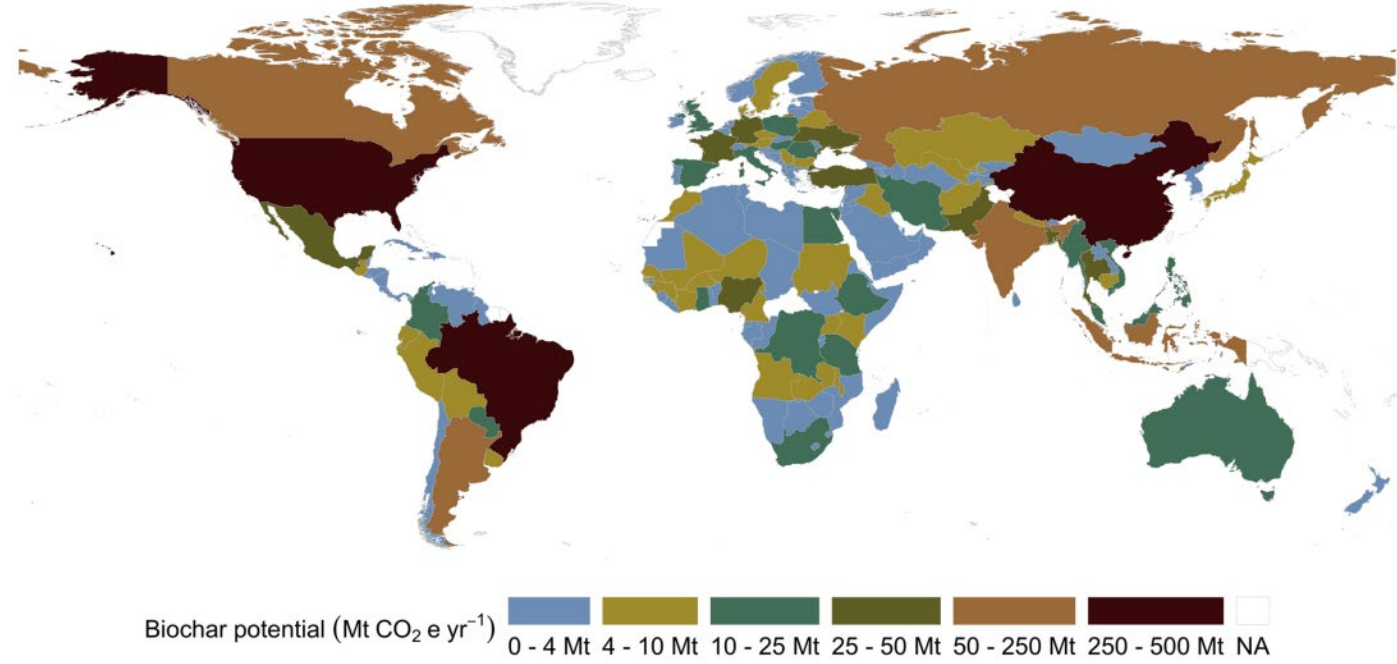 Biochar potential (Mt CO₂ e yr⁻¹)
0 - 4 Mt 4 - 10 Mt 10 - 25 Mt 25 - 50 Mt 50 - 250 Mt 250 - 500 Mt NA